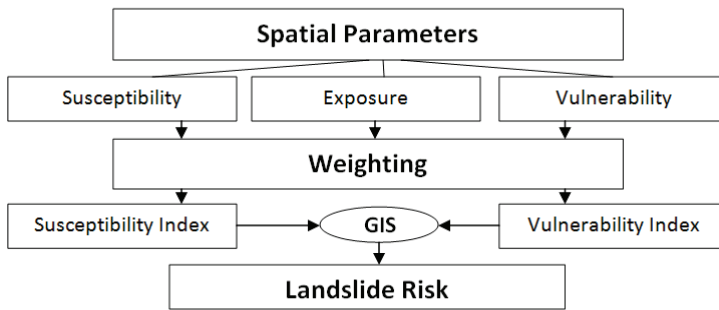 Spatial Parameters
Susceptibility
Exposure
Vulnerability
Weighting
Susceptibility Index
GIS
Vulnerability Index
Landslide Risk